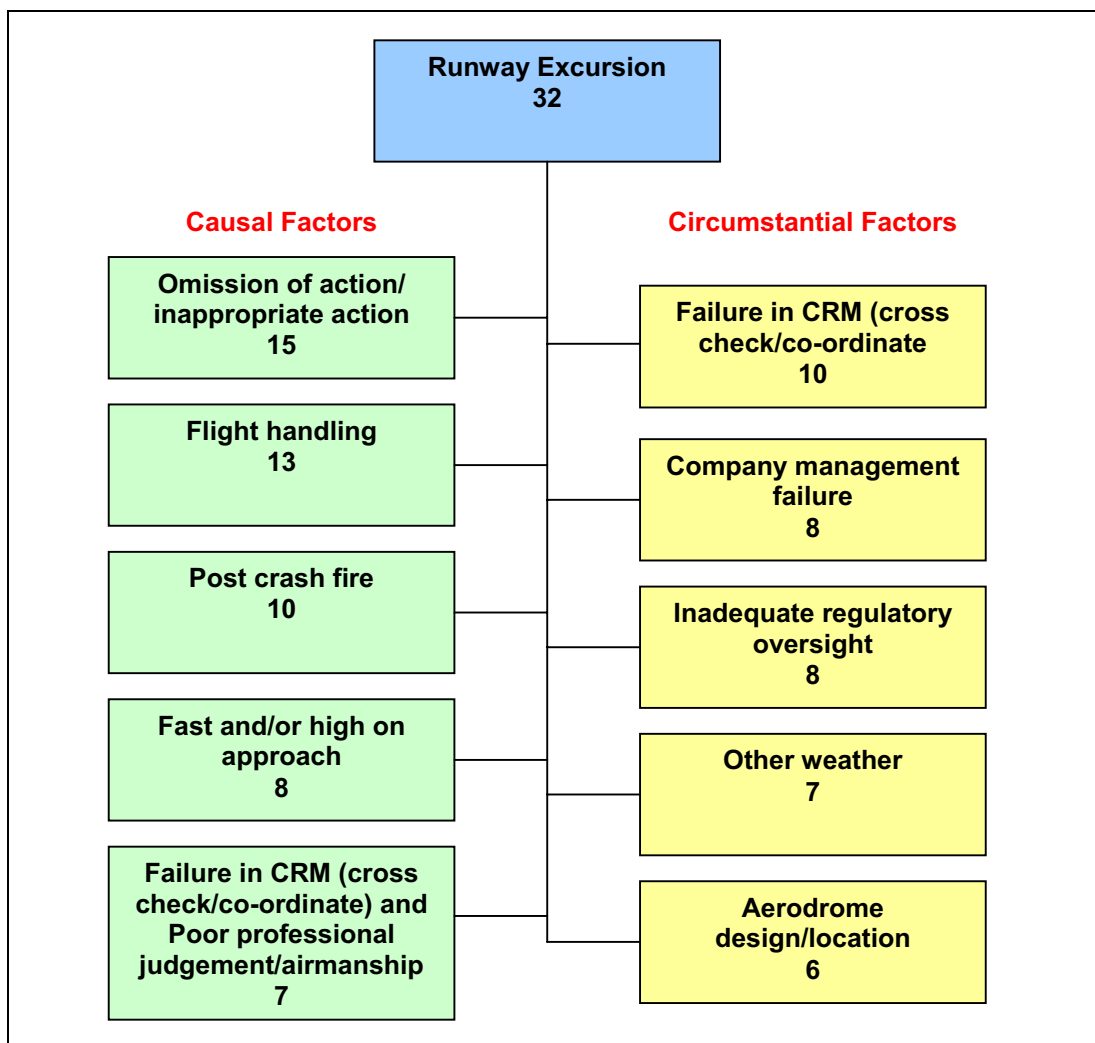 Runway Excursion
32
Causal Factors
Omission of action/
inappropriate action
15
Flight handling
13
Post crash fire
10
Fast and/or high on
approach
8
Failure in CRM (cross
check/co-ordinate) and
Poor professional
judgement/airmanship
7
Circumstantial Factors
Failure in CRM (cross
check/co-ordinate
10
Company management
failure
8
Inadequate regulatory
oversight
8
Other weather
7
Aerodrome
design/location
6